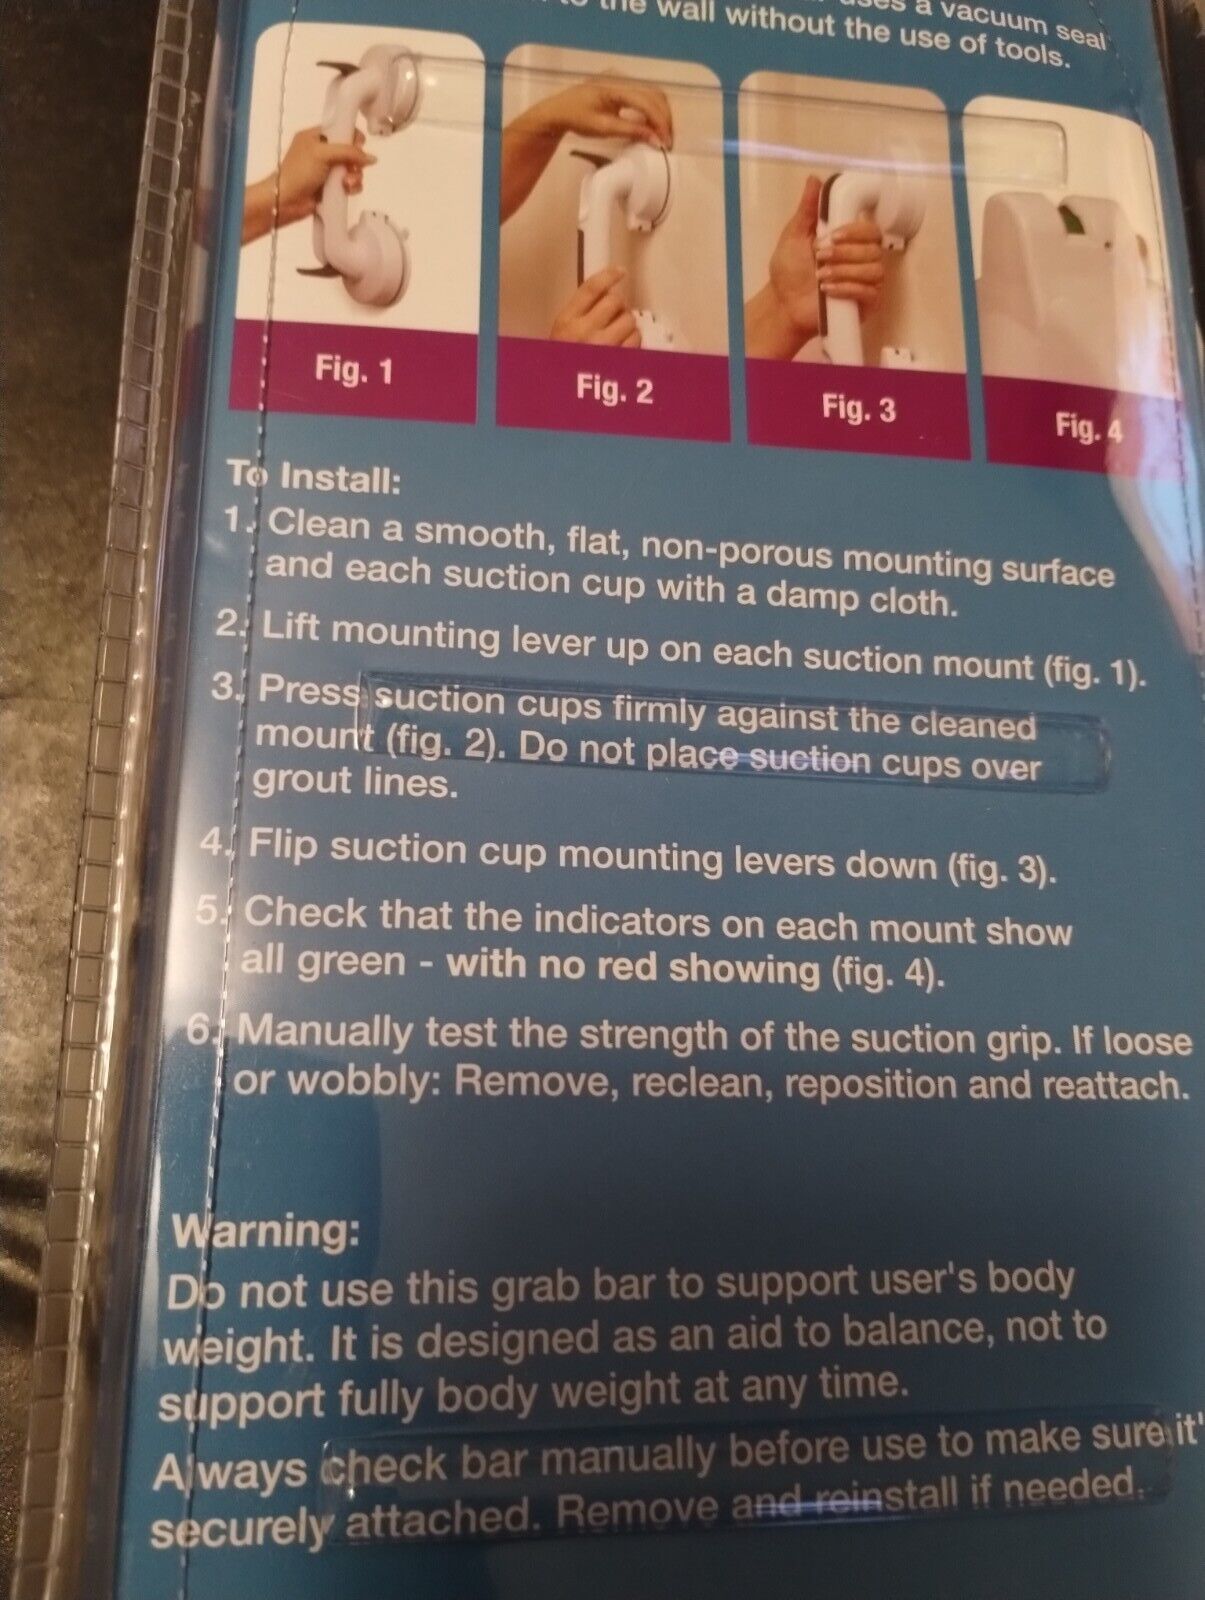 uses a vacuum seal
to the wall without the use of tools.
Fig. 1
Fig. 2
Fig. 3
Fig. 4
To Install:
1. Clean a smooth, flat, non-porous mounting surface
and each suction cup with a damp cloth.
2. Lift mounting lever up on each suction mount (fig. 1).
3. Press suction cups firmly against the cleaned
mount (fig. 2). Do not place suction cups over
grout lines.
4. Flip suction cup mounting levers down (fig. 3).
5. Check that the indicators on each mount show
all green - with no red showing (fig. 4).
6. Manually test the strength of the suction grip. If loose
or wobbly: Remove, reclean, reposition and reattach.
Warning:
Do not use this grab bar to support user's body
weight. It is designed as an aid to balance, not to
support fully body weight at any time.
Always check bar manually before use to make sure it'
securely attached. Remove and reinstall if needed.